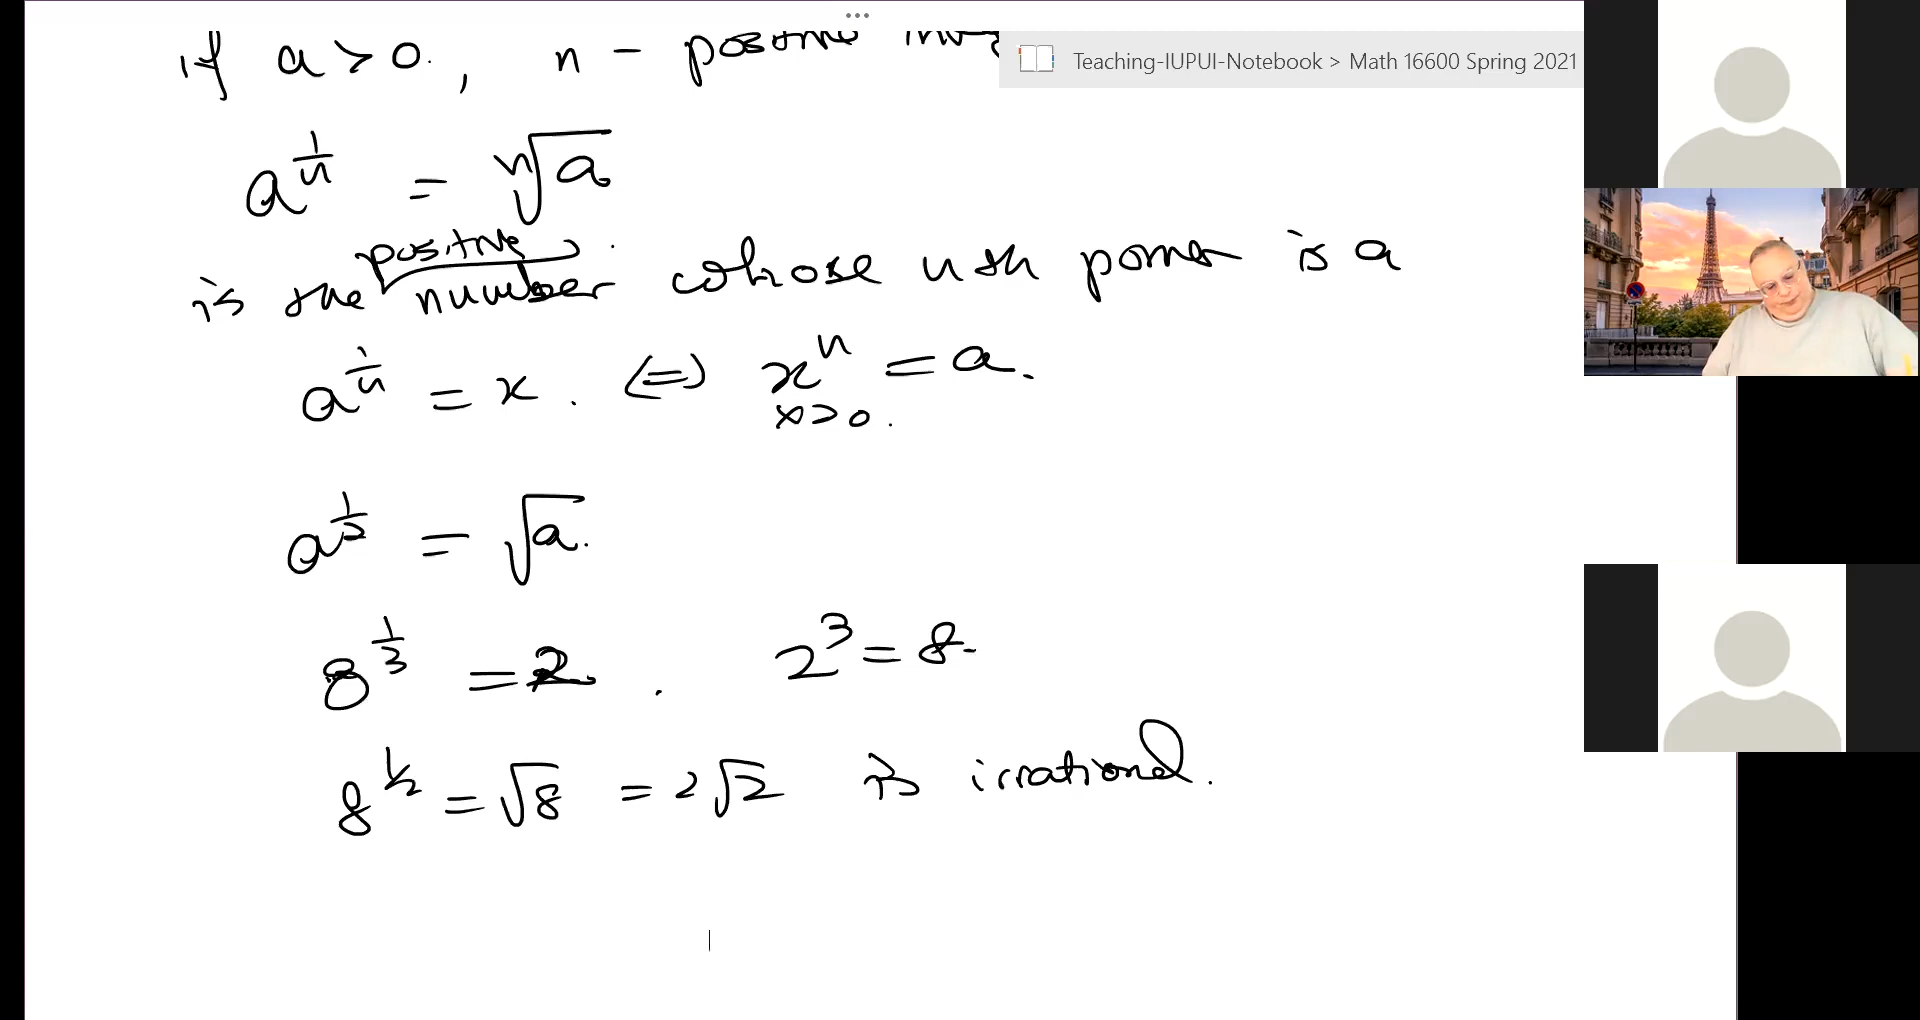 if a > 0. , n - positive
Teaching-IUPUI-Notebook > Math 16600 Spring 2021
a^{1/n} = \sqrt[n]{a}
positive
is the number whose nth power is a
a^{1/n} = x . (=) x^n = a.
x > 0.
a^{1/2} = √a.
8^{1/3} = 2. 2^3 = 8
8^{1/2} = √8 = 2√2 is irrational.